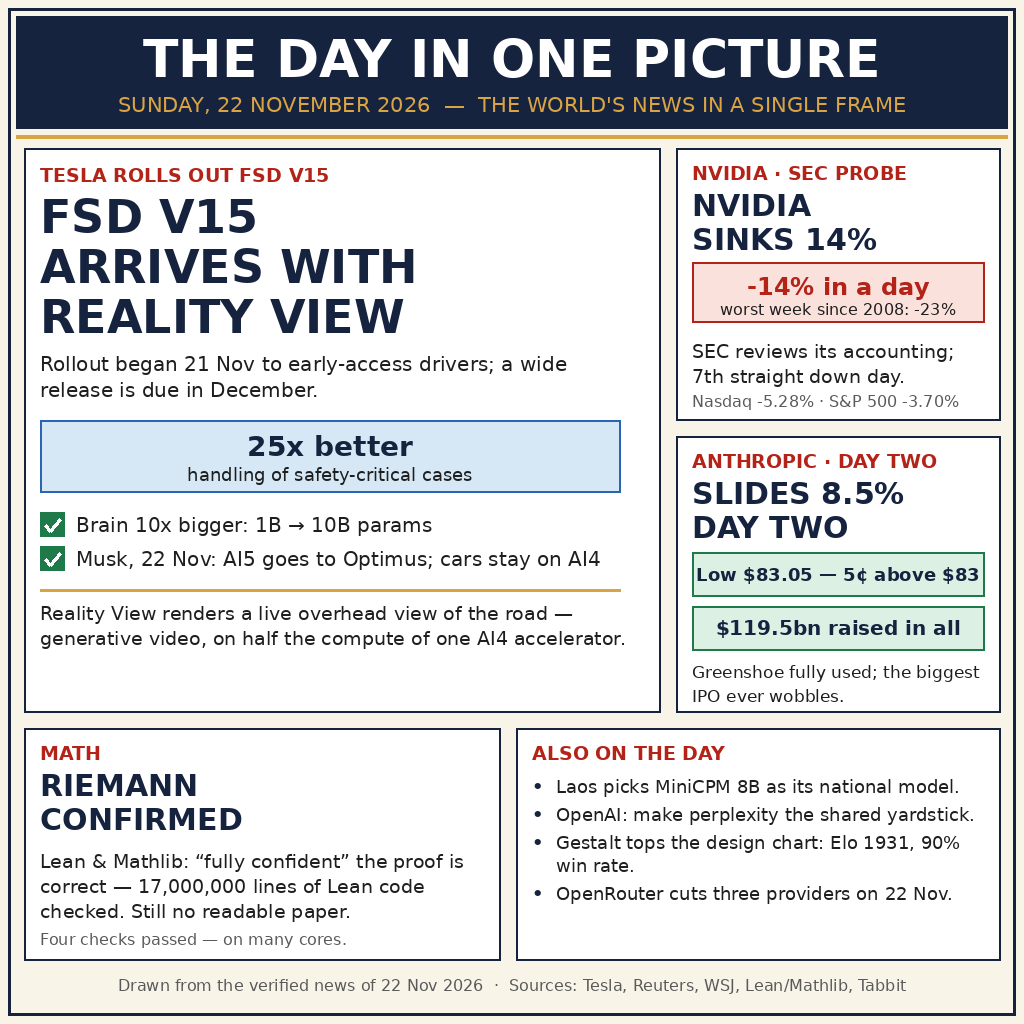 THE DAY IN ONE PICTURE
SUNDAY, 22 NOVEMBER 2026 — THE WORLD'S NEWS IN A SINGLE FRAME
TESLA ROLLS OUT FSD V15
FSD V15
ARRIVES WITH
REALITY VIEW
Rollout began 21 Nov to early-access drivers; a wide
release is due in December.
25x better
handling of safety-critical cases
Brain 10x bigger: 1B → 10B params
Musk, 22 Nov: AI5 goes to Optimus; cars stay on AI4
Reality View renders a live overhead view of the road —
generative video, on half the compute of one AI4 accelerator.
NVIDIA · SEC PROBE
NVIDIA
SINKS 14%
-14% in a day
worst week since 2008: -23%
SEC reviews its accounting;
7th straight down day.
Nasdaq -5.28% · S&P 500 -3.70%
ANTHROPIC · DAY TWO
SLIDES 8.5%
DAY TWO
Low $83.05 — 5¢ above $83
$119.5bn raised in all
Greenshoe fully used; the biggest
IPO ever wobbles.
MATH
RIEMANN
CONFIRMED
Lean & Mathlib: “fully confident” the proof is
correct — 17,000,000 lines of Lean code
checked. Still no readable paper.
Four checks passed — on many cores.
ALSO ON THE DAY
• Laos picks MiniCPM 8B as its national model.
• OpenAI: make perplexity the shared yardstick.
• Gestalt tops the design chart: Elo 1931, 90%
win rate.
• OpenRouter cuts three providers on 22 Nov.
Drawn from the verified news of 22 Nov 2026 · Sources: Tesla, Reuters, WSJ, Lean/Mathlib, Tabbit